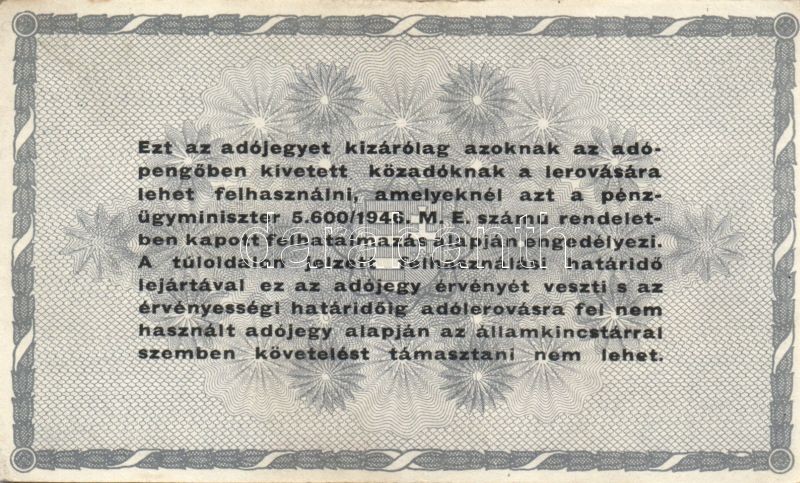 Ezt az adójegyet kizárólag azoknak az adó-
pengőben kivetett közadóknak a lerovására
lehet felhasználni, amelyeknél azt a pénz-
ügyminiszter 5.600/1946. M. E. számu rendelet-
ben kapott felhatalmazás alapján engedélyezi.
A túloldalon jelzett felhasználási határidő
lejártával ez az adójegy érvényét veszti s az
érvényességi határidőig adólerovásra fel nem
használt adójegy alapján az államkincstárral
szemben követelést támasztani nem lehet.
darabanth